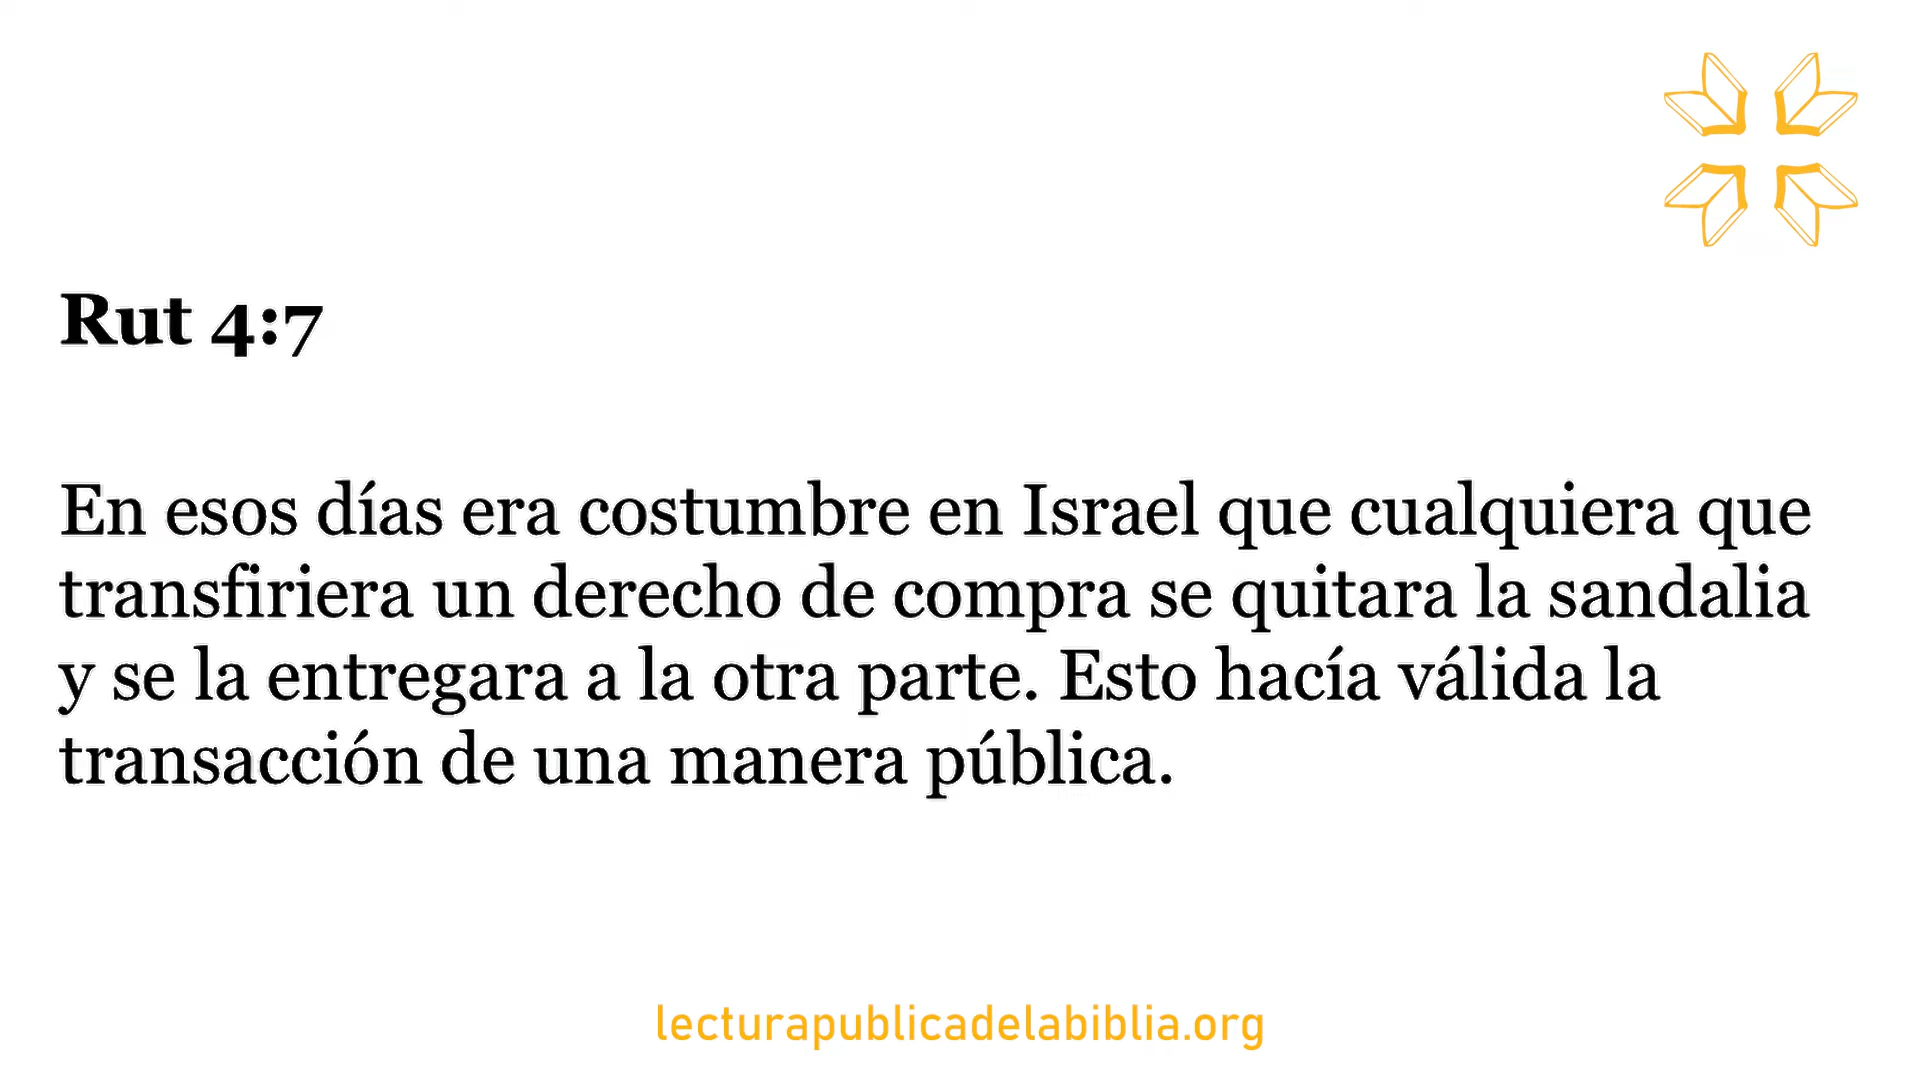 Rut 4:7
En esos días era costumbre en Israel que cualquiera que
transfiriera un derecho de compra se quitara la sandalia
y se la entregara a la otra parte. Esto hacía válida la
transacción de una manera pública.
lecturapublicadelabiblia.org